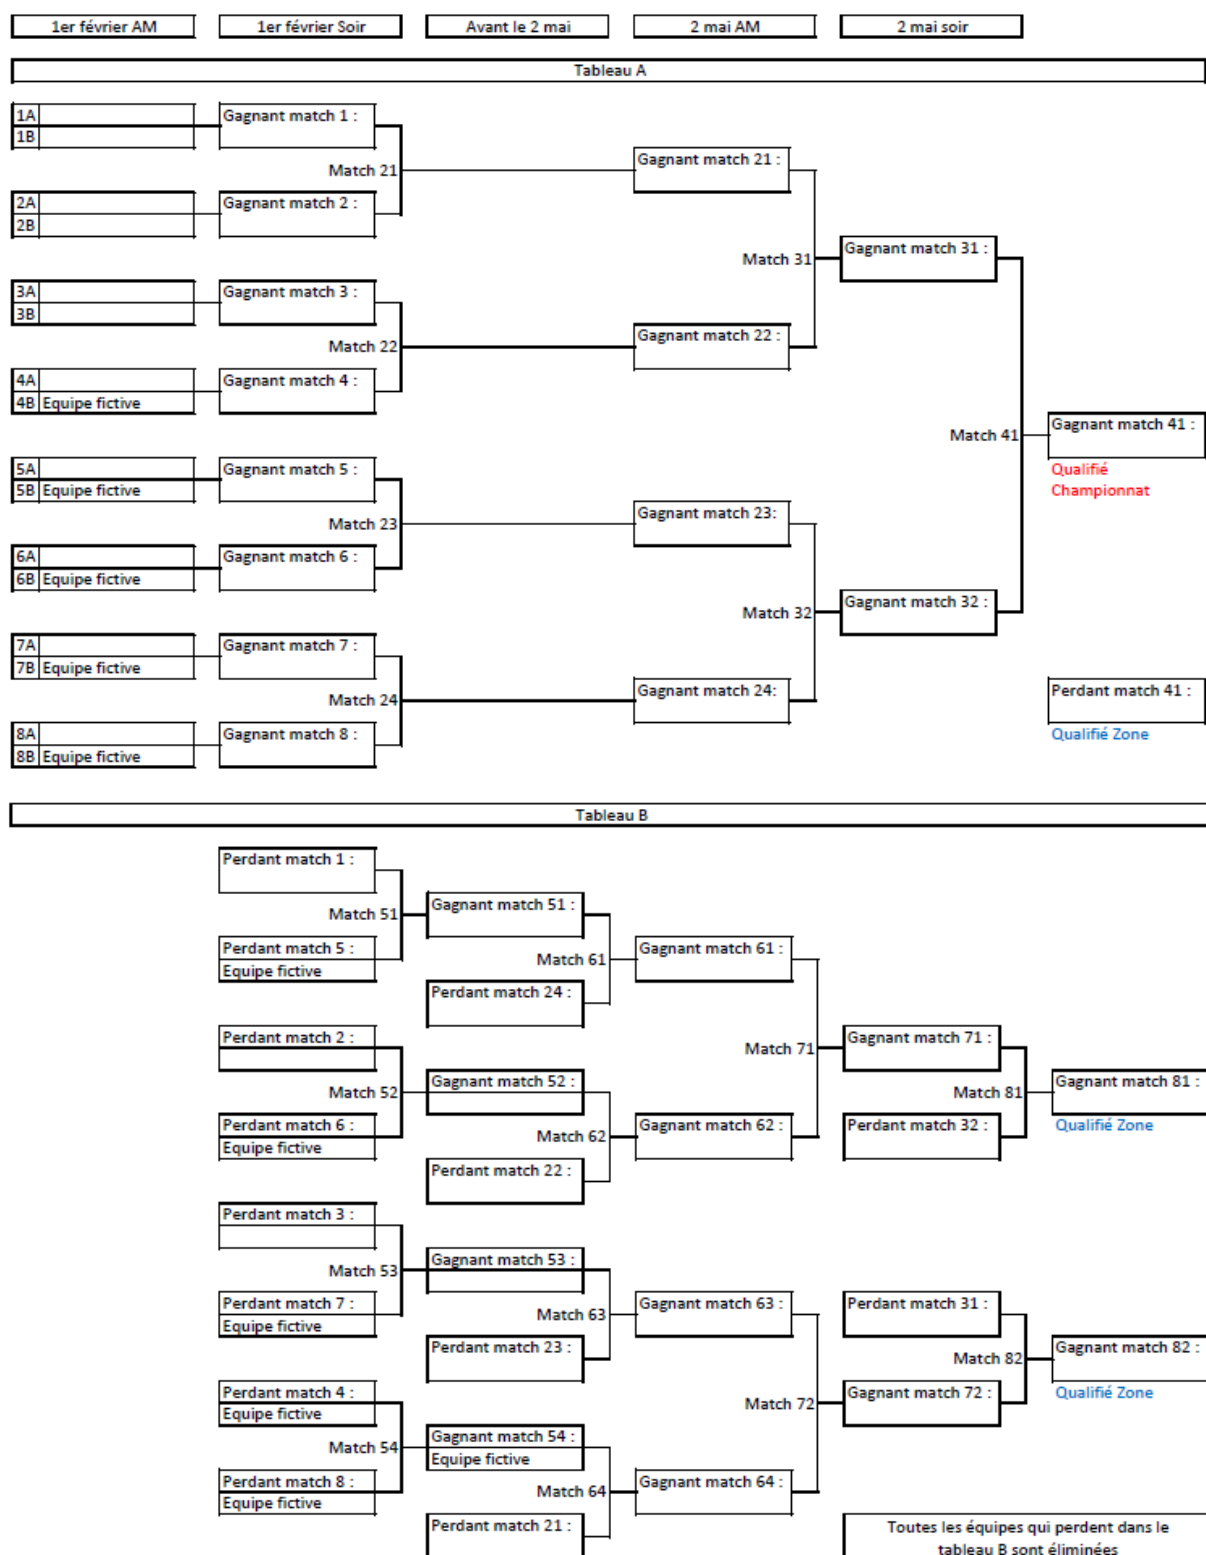 1er février AM
1er février Soir
Avant le 2 mai
2 mai AM
2 mai soir
Tableau A
1A
1B
Gagnant match 1 :
Match 21
Gagnant match 21 :
2A
2B
Gagnant match 2 :
Match 31
Gagnant match 31 :
3A
3B
Gagnant match 3 :
Match 22
Gagnant match 22 :
4A
4B Equipe fictive
Gagnant match 4 :
Match 41
Gagnant match 41 :
Qualifié
Championnat
5A
5B Equipe fictive
Gagnant match 5 :
Match 23
Gagnant match 23:
6A
6B Equipe fictive
Gagnant match 6 :
Match 32
Gagnant match 32 :
7A
7B Equipe fictive
Gagnant match 7 :
Match 24
Gagnant match 24:
Perdant match 41 :
Qualifié Zone
8A
8B Equipe fictive
Gagnant match 8 :
Tableau B
Perdant match 1 :
Match 51
Gagnant match 51 :
Perdant match 5 :
Equipe fictive
Match 61
Gagnant match 61 :
Perdant match 24 :
Perdant match 2 :
Match 71
Gagnant match 71 :
Match 52
Gagnant match 52 :
Match 81
Gagnant match 81 :
Qualifié Zone
Perdant match 6 :
Equipe fictive
Match 62
Gagnant match 62 :
Perdant match 32 :
Perdant match 22 :
Perdant match 3 :
Match 53
Gagnant match 53 :
Perdant match 7 :
Equipe fictive
Match 63
Gagnant match 63 :
Perdant match 31 :
Perdant match 23 :
Match 82
Gagnant match 82 :
Qualifié Zone
Perdant match 4 :
Equipe fictive
Match 72
Gagnant match 72 :
Match 54
Gagnant match 54 :
Equipe fictive
Perdant match 8 :
Equipe fictive
Match 64
Gagnant match 64 :
Perdant match 21 :
Toutes les équipes qui perdent dans le
tableau B sont éliminées